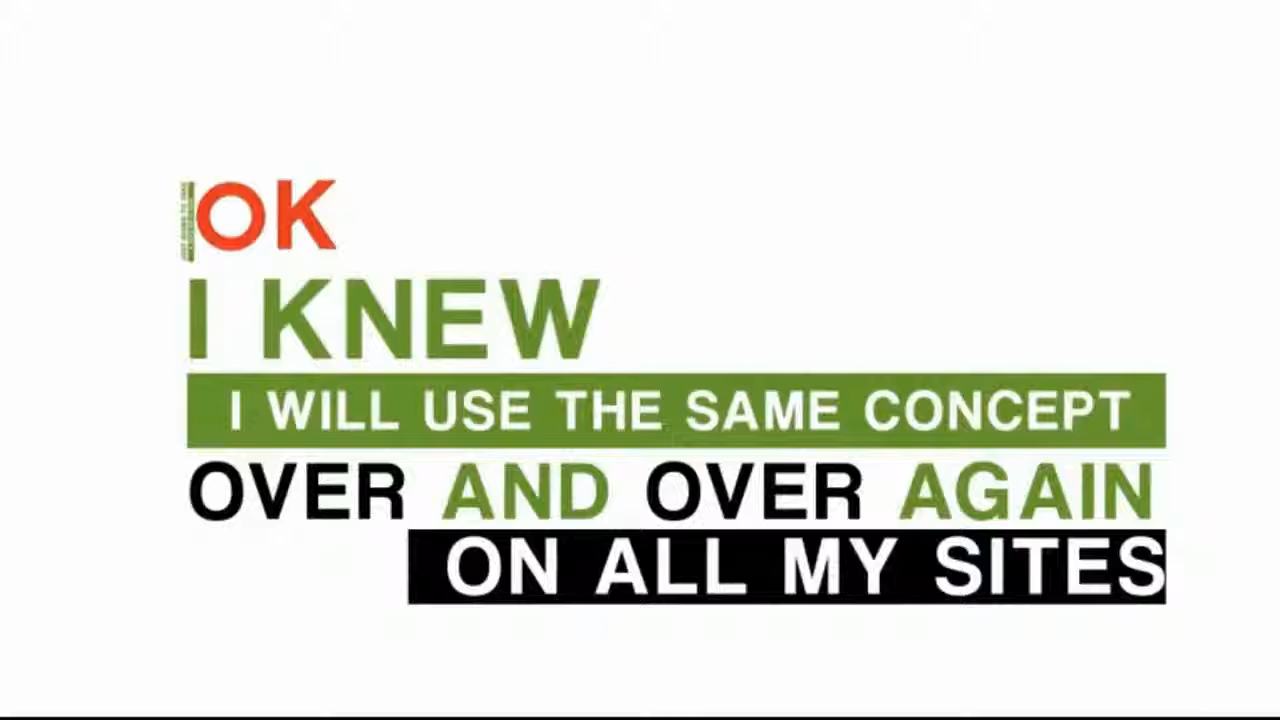 OK
I KNEW
I WILL USE THE SAME CONCEPT
OVER AND OVER AGAIN
ON ALL MY SITES